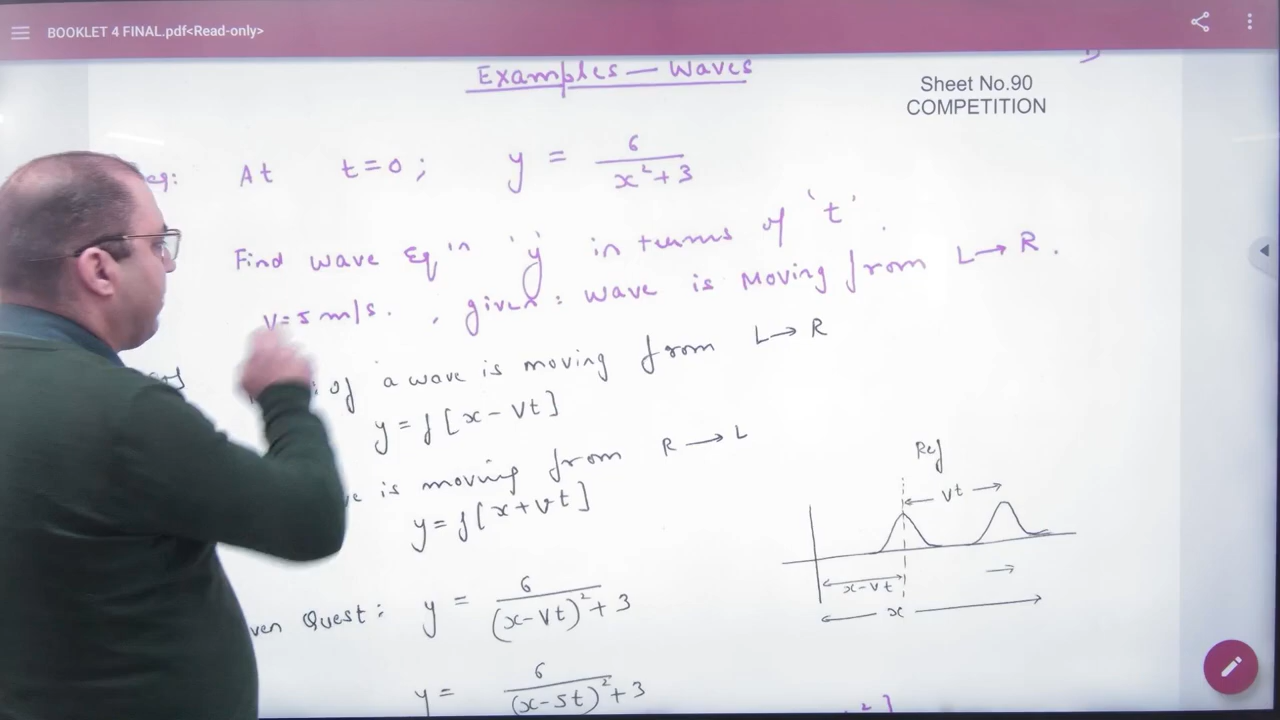 BOOKLET 4 FINAL.pdf<Read-only>
Examples — Waves
Sheet No.90
COMPETITION
eg: At t=0 ; y = 6 / x²+3
Find wave Eq'n 'y' in terms of 't'.
V=5 m/s. , given : wave is moving from L→R.
of a wave is moving from L→R
y = f [x - Vt]
is moving from R→L
y = f [x+vt]
Ref
Vt
x-Vt
x
Quest: y = 6 / (x-Vt)²+3
y = 6 / (x-5t)²+3